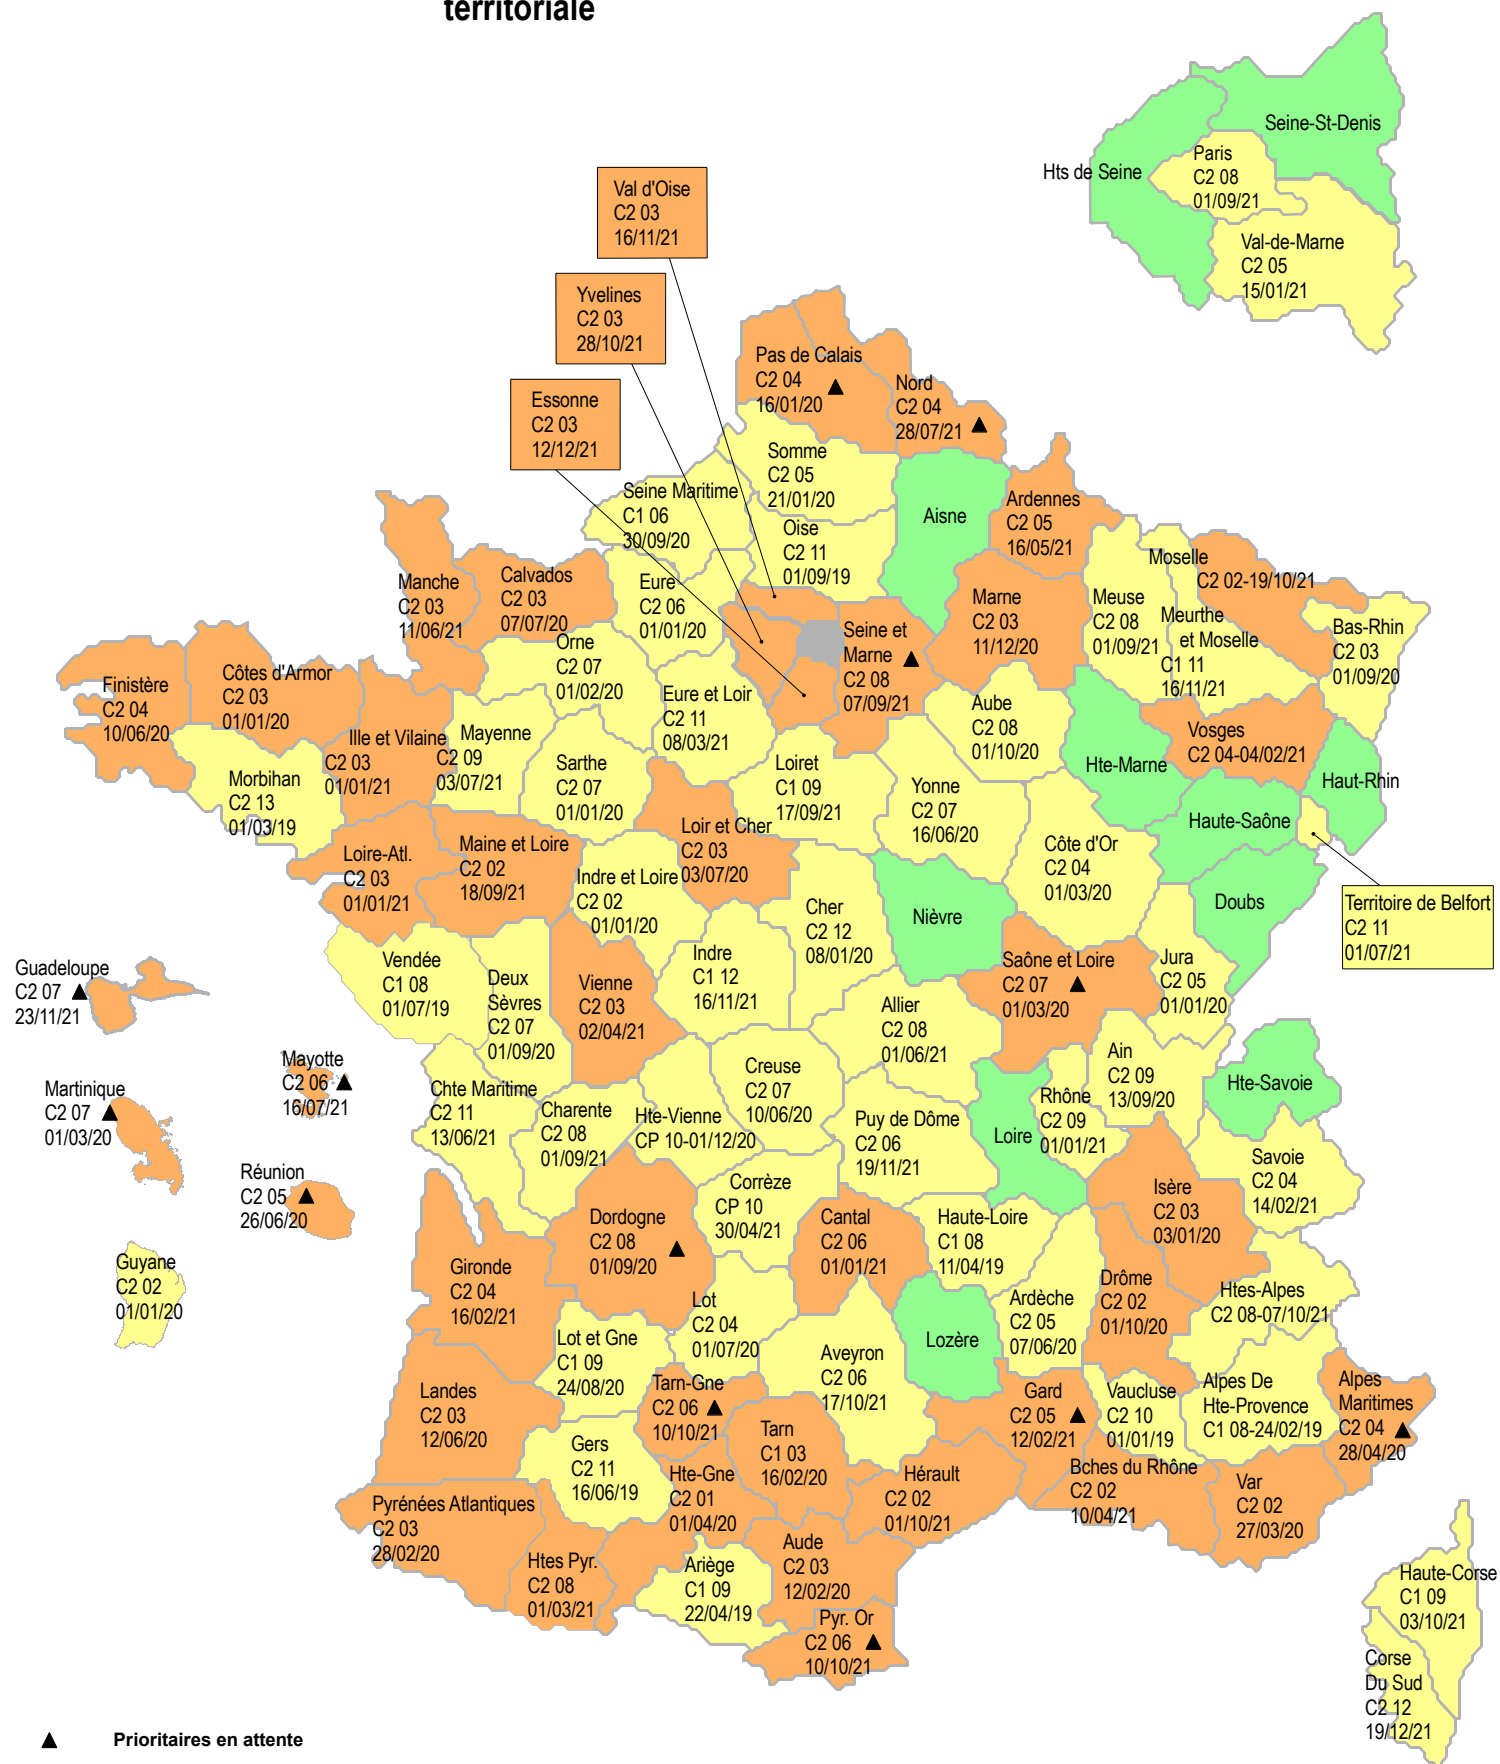 territoriale
Seine-St-Denis
Paris
C2 08
01/09/21
Hts de Seine
Val-de-Marne
C2 05
15/01/21
Val d'Oise
C2 03
16/11/21
Yvelines
C2 03
28/10/21
Essonne
C2 03
12/12/21
Pas de Calais
C2 04
16/01/20
Nord
C2 04
28/07/21
Somme
C2 05
21/01/20
Seine Maritime
C1 06
30/09/20
Oise
C2 11
01/09/19
Aisne
Ardennes
C2 05
16/05/21
Manche
C2 03
11/06/21
Calvados
C2 03
07/07/20
Eure
C2 06
01/01/20
Marne
C2 03
11/12/20
Meuse
C2 08
01/09/21
Moselle
C2 02-19/10/21
Meurthe
et Moselle
C1 11
16/11/21
Bas-Rhin
C2 03
01/09/20
Orne
C2 07
01/02/20
Seine et
Marne
C2 08
07/09/21
Finistère
C2 04
10/06/20
Côtes d'Armor
C2 03
01/01/20
Ille et Vilaine
C2 03
01/01/21
Mayenne
C2 09
03/07/21
Eure et Loir
C2 11
08/03/21
Aube
C2 08
01/10/20
Vosges
C2 04-04/02/21
Hte-Marne
Haut-Rhin
Morbihan
C2 13
01/03/19
Sarthe
C2 07
01/01/20
Loiret
C1 09
17/09/21
Yonne
C2 07
16/06/20
Haute-Saône
Loire-Atl.
C2 03
01/01/21
Maine et Loire
C2 02
18/09/21
Loir et Cher
C2 03
03/07/20
Indre et Loire
C2 02
01/01/20
Côte d'Or
C2 04
01/03/20
Doubs
Territoire de Belfort
C2 11
01/07/21
Cher
C2 12
08/01/20
Nièvre
Vendée
C1 08
01/07/19
Deux
Sèvres
C2 07
01/09/20
Vienne
C2 03
02/04/21
Indre
C1 12
16/11/21
Saône et Loire
C2 07
01/03/20
Jura
C2 05
01/01/20
Guadeloupe
C2 07
23/11/21
Allier
C2 08
01/06/21
Mayotte
C2 06
16/07/21
Martinique
C2 07
01/03/20
Chte Maritime
C2 11
13/06/21
Charente
C2 08
01/09/21
Hte-Vienne
CP 10-01/12/20
Creuse
C2 07
10/06/20
Puy de Dôme
C2 06
19/11/21
Loire
Rhône
C2 09
01/01/21
Ain
C2 09
13/09/20
Hte-Savoie
Réunion
C2 05
26/06/20
Corrèze
CP 10
30/04/21
Savoie
C2 04
14/02/21
Isère
C2 03
03/01/20
Dordogne
C2 08
01/09/20
Cantal
C2 06
01/01/21
Haute-Loire
C1 08
11/04/19
Guyane
C2 02
01/01/20
Gironde
C2 04
16/02/21
Lot
C2 04
01/07/20
Ardèche
C2 05
07/06/20
Drôme
C2 02
01/10/20
Htes-Alpes
C2 08-07/10/21
Lot et Gne
C1 09
24/08/20
Lozère
Aveyron
C2 06
17/10/21
Landes
C2 03
12/06/20
Tarn-Gne
C2 06
10/10/21
Gard
C2 05
12/02/21
Vaucluse
C2 10
01/01/19
Alpes De
Hte-Provence
C1 08-24/02/19
Alpes
Maritimes
C2 04
28/04/20
Tarn
C1 03
16/02/20
Gers
C2 11
16/06/19
Hte-Gne
C2 01
01/04/20
Hérault
C2 02
01/10/21
Bches du Rhône
C2 02
10/04/21
Var
C2 02
27/03/20
Pyrénées Atlantiques
C2 03
28/02/20
Htes Pyr.
C2 08
01/03/21
Aude
C2 03
12/02/20
Ariège
C1 09
22/04/19
Pyr. Or
C2 06
10/10/21
Haute-Corse
C1 09
03/10/21
Corse
Du Sud
C2 12
19/12/21
Prioritaires en attente